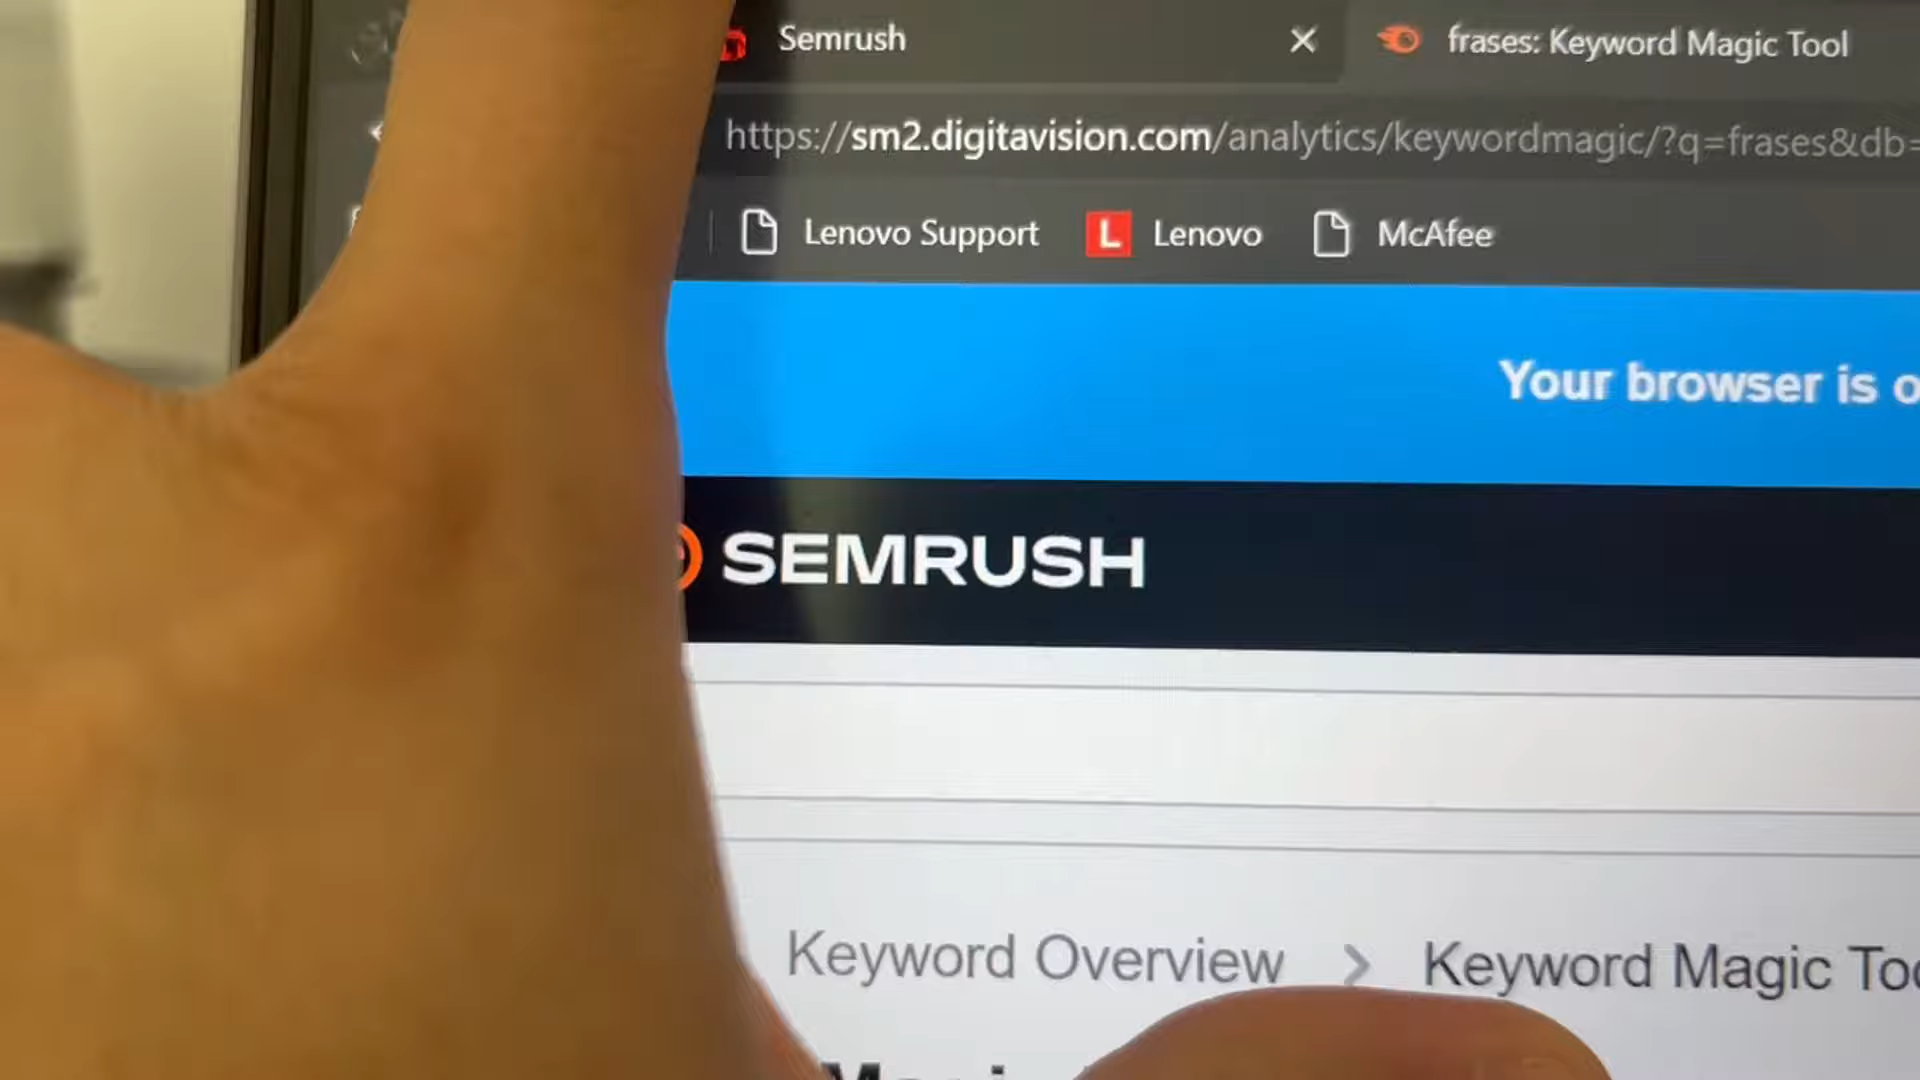 Semrush
frases: Keyword Magic Tool
https://sm2.digitavision.com/analytics/keywordmagic/?q=frases&db=
Lenovo Support
L Lenovo
McAfee
Your browser is o
SEMRUSH
Keyword Overview > Keyword Magic Too